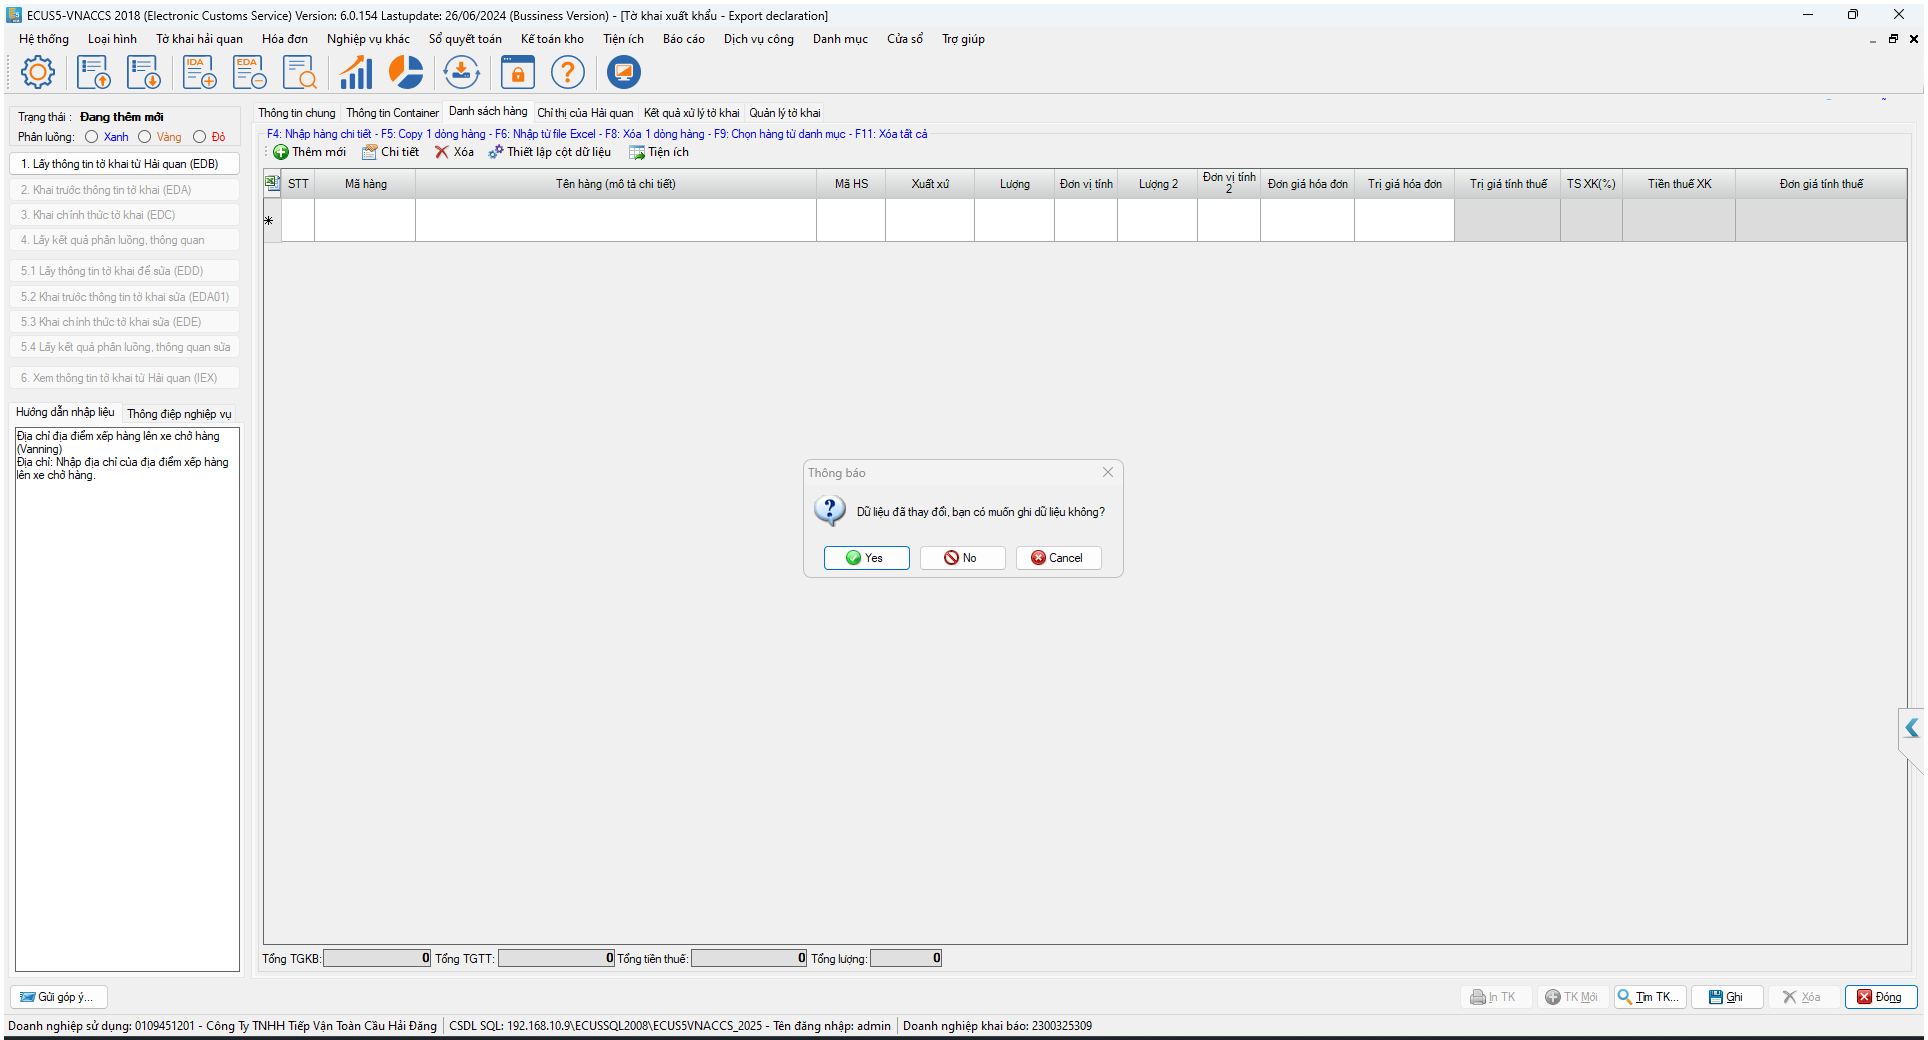 ECUS5-VNACCS 2018 (Electronic Customs Service) Version: 6.0.154 Lastupdate: 26/06/2024 (Bussiness Version) - [Tờ khai xuất khẩu - Export declaration]
Hệ thống Loại hình Tờ khai hải quan Hóa đơn Nghiệp vụ khác Sổ quyết toán Kế toán kho Tiện ích Báo cáo Dịch vụ công Danh mục Cửa sổ Trợ giúp
IDA EDA
Trạng thái : Đang thêm mới
Phân luồng: Xanh Vàng Đỏ
1. Lấy thông tin tờ khai từ Hải quan (EDB)
2. Khai trước thông tin tờ khai (EDA)
3. Khai chính thức tờ khai (EDC)
4. Lấy kết quả phân luồng, thông quan
5.1 Lấy thông tin tờ khai để sửa (EDD)
5.2 Khai trước thông tin tờ khai sửa (EDA01)
5.3 Khai chính thức tờ khai sửa (EDE)
5.4 Lấy kết quả phân luồng, thông quan sửa
6. Xem thông tin tờ khai từ Hải quan (IEX)
Hướng dẫn nhập liệu Thông điệp nghiệp vụ
Địa chỉ địa điểm xếp hàng lên xe chở hàng
(Vanning)
Địa chỉ: Nhập địa chỉ của địa điểm xếp hàng
lên xe chở hàng.
Thông tin chung Thông tin Container Danh sách hàng Chỉ thị của Hải quan Kết quả xử lý tờ khai Quản lý tờ khai
F4: Nhập hàng chi tiết - F5: Copy 1 dòng hàng - F6: Nhập từ file Excel - F8: Xóa 1 dòng hàng - F9: Chọn hàng từ danh mục - F11: Xóa tất cả
Thêm mới Chi tiết Xóa Thiết lập cột dữ liệu Tiện ích
STT Mã hàng Tên hàng (mô tả chi tiết) Mã HS Xuất xứ Lượng Đơn vị tính Lượng 2 Đơn vị tính 2 Đơn giá hóa đơn Trị giá hóa đơn Trị giá tính thuế TS XK(%) Tiền thuế XK Đơn giá tính thuế
*
Thông báo
Dữ liệu đã thay đổi, bạn có muốn ghi dữ liệu không?
Yes No Cancel
Tổng TGKB: 0 Tổng TGTT: 0 Tổng tiền thuế: 0 Tổng lượng: 0
Gửi góp ý... In TK TK Mới Tìm TK... Ghi Xóa Đóng
Doanh nghiệp sử dụng: 0109451201 - Công Ty TNHH Tiếp Vận Toàn Cầu Hải Đăng CSDL SQL: 192.168.10.9\ECUSSQL2008\ECUS5VNACCS_2025 - Tên đăng nhập: admin Doanh nghiệp khai báo: 2300325309